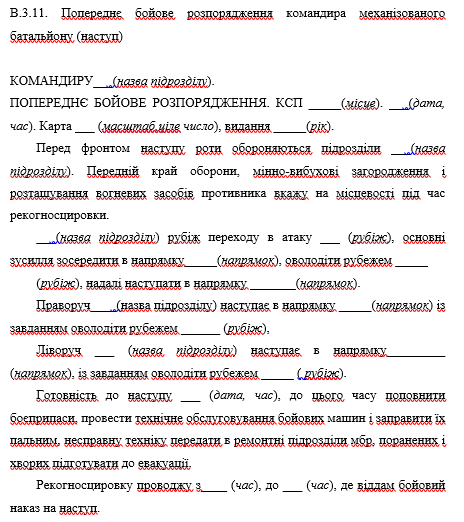 В.3.11. Попереднє бойове розпорядження командира механізованого
батальйону (наступ)
КОМАНДИРУ___(назва підрозділу).
ПОПЕРЕДНЄ БОЙОВЕ РОЗПОРЯДЖЕННЯ. КСП _____(місце). ___(дата,
час). Карта ___ (масштаб,ціле число), видання _____(рік).
Перед фронтом наступу роти обороняються підрозділи ___(назва
підрозділу). Передній край оборони, мінно-вибухові загородження і
розташування вогневих засобів противника вкажу на місцевості під час
рекогносцировки.
___(назва підрозділу) рубіж переходу в атаку ___ (рубіж), основні
зусилля зосередити в напрямку_____(напрямок), оволодіти рубежем _____
(рубіж), надалі наступати в напрямку _______(напрямок).
Праворуч____(назва підрозділу) наступає в напрямку _____(напрямок) із
завданням оволодіти рубежем ______ (рубіж),
Ліворуч ___ (назва підрозділу) наступає в напрямку_________
(напрямок), із завданням оволодіти рубежем _____ ( рубіж).
Готовність до наступу ___ (дата, час), до цього часу поповнити
боєприпаси, провести технічне обслуговування бойових машин і заправити їх
пальним, несправну техніку передати в ремонтні підрозділи мбр, поранених і
хворих підготувати до евакуації.
Рекогносцировку проводжу з____ (час), до ___ (час), де віддам бойовий
наказ на наступ.